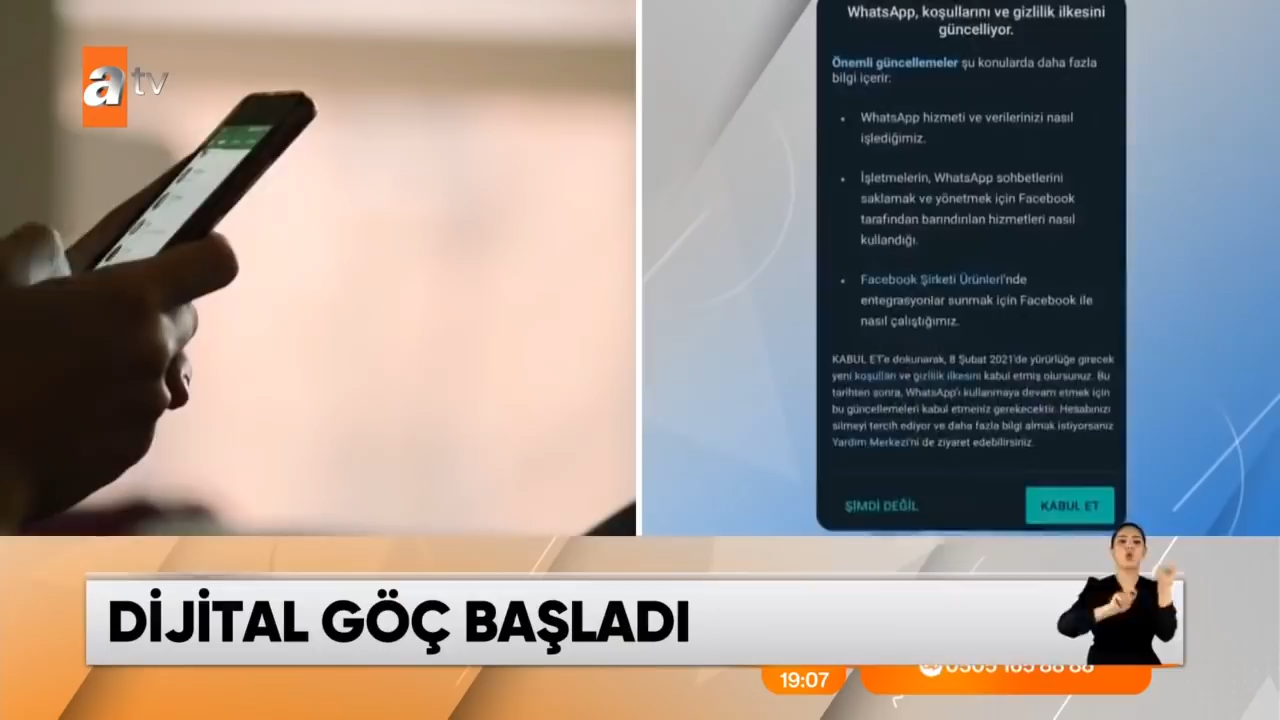 atv
WhatsApp, koşullarını ve gizlilik ilkesini
güncelliyor.
Önemli güncellemeler şu konularda daha fazla
bilgi içerir:
• WhatsApp hizmeti ve verilerinizi nasıl
işlediğimiz.
• İşletmelerin, WhatsApp sohbetlerini
saklamak ve yönetmek için Facebook
tarafından barındırılan hizmetleri nasıl
kullandığı.
• Facebook Şirketi Ürünleri'nde
entegrasyonlar sunmak için Facebook ile
nasıl çalıştığımız.
KABUL ET'e dokunarak, 8 Şubat 2021'de yürürlüğe girecek
yeni koşulları ve gizlilik ilkesini kabul etmiş olursunuz. Bu
tarihten sonra, WhatsApp'ı kullanmaya devam etmek için
bu güncellemeleri kabul etmeniz gerekecektir. Hesabınızı
silmeyi tercih ediyor ve daha fazla bilgi almak istiyorsanız
Yardım Merkezi'ni de ziyaret edebilirsiniz.
ŞİMDİ DEĞİL
KABUL ET
DİJİTAL GÖÇ BAŞLADI
19:07